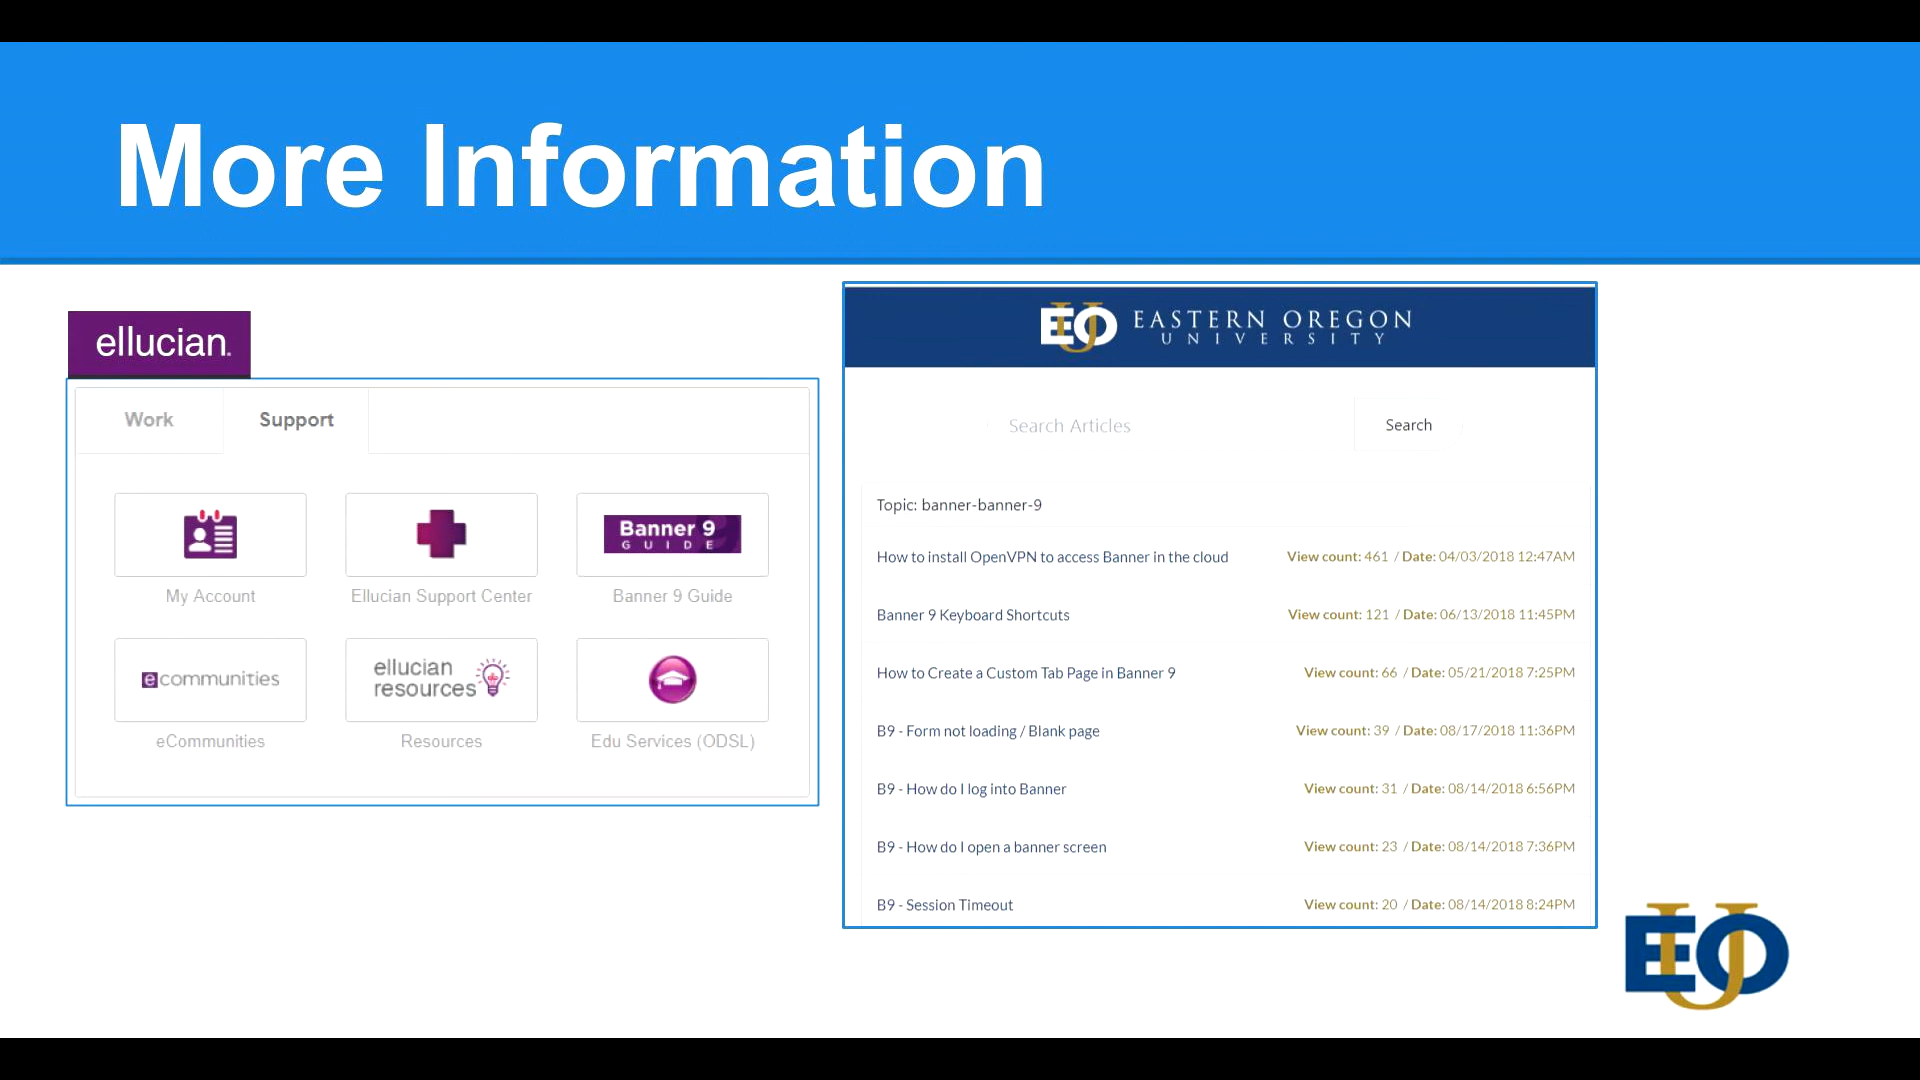 More Information
ellucian.
Work Support
Banner 9
GUIDE
My Account Ellucian Support Center Banner 9 Guide
ecommunities
ellucian
resources
eCommunities Resources Edu Services (ODSL)
EOU EASTERN OREGON
UNIVERSITY
Search Articles Search
Topic: banner-banner-9
How to install OpenVPN to access Banner in the cloud View count: 461 / Date: 04/03/2018 12:47AM
Banner 9 Keyboard Shortcuts View count: 121 / Date: 06/13/2018 11:45PM
How to Create a Custom Tab Page in Banner 9 View count: 66 / Date: 05/21/2018 7:25PM
B9 - Form not loading / Blank page View count: 39 / Date: 08/17/2018 11:36PM
B9 - How do I log into Banner View count: 31 / Date: 08/14/2018 6:56PM
B9 - How do I open a banner screen View count: 23 / Date: 08/14/2018 7:36PM
B9 - Session Timeout View count: 20 / Date: 08/14/2018 8:24PM
EOU